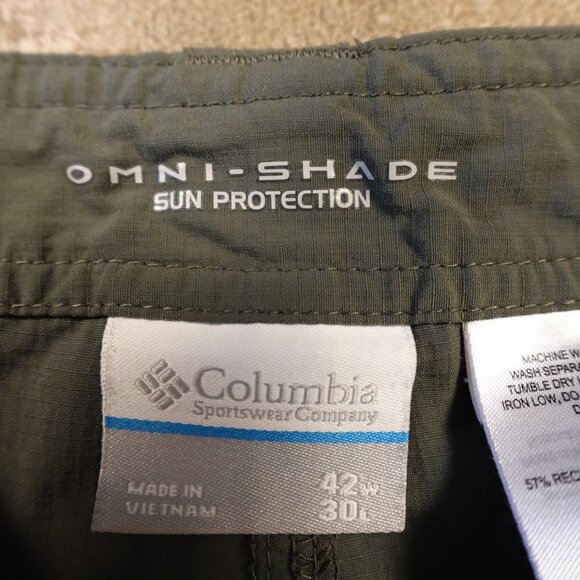 OMNI-SHADE
SUN PROTECTION
Columbia
Sportswear Company
MADE IN
VIETNAM
42W
30L
MACHINE W
WASH SEPARA
TUMBLE DRY
IRON LOW, DO
D
57% REC